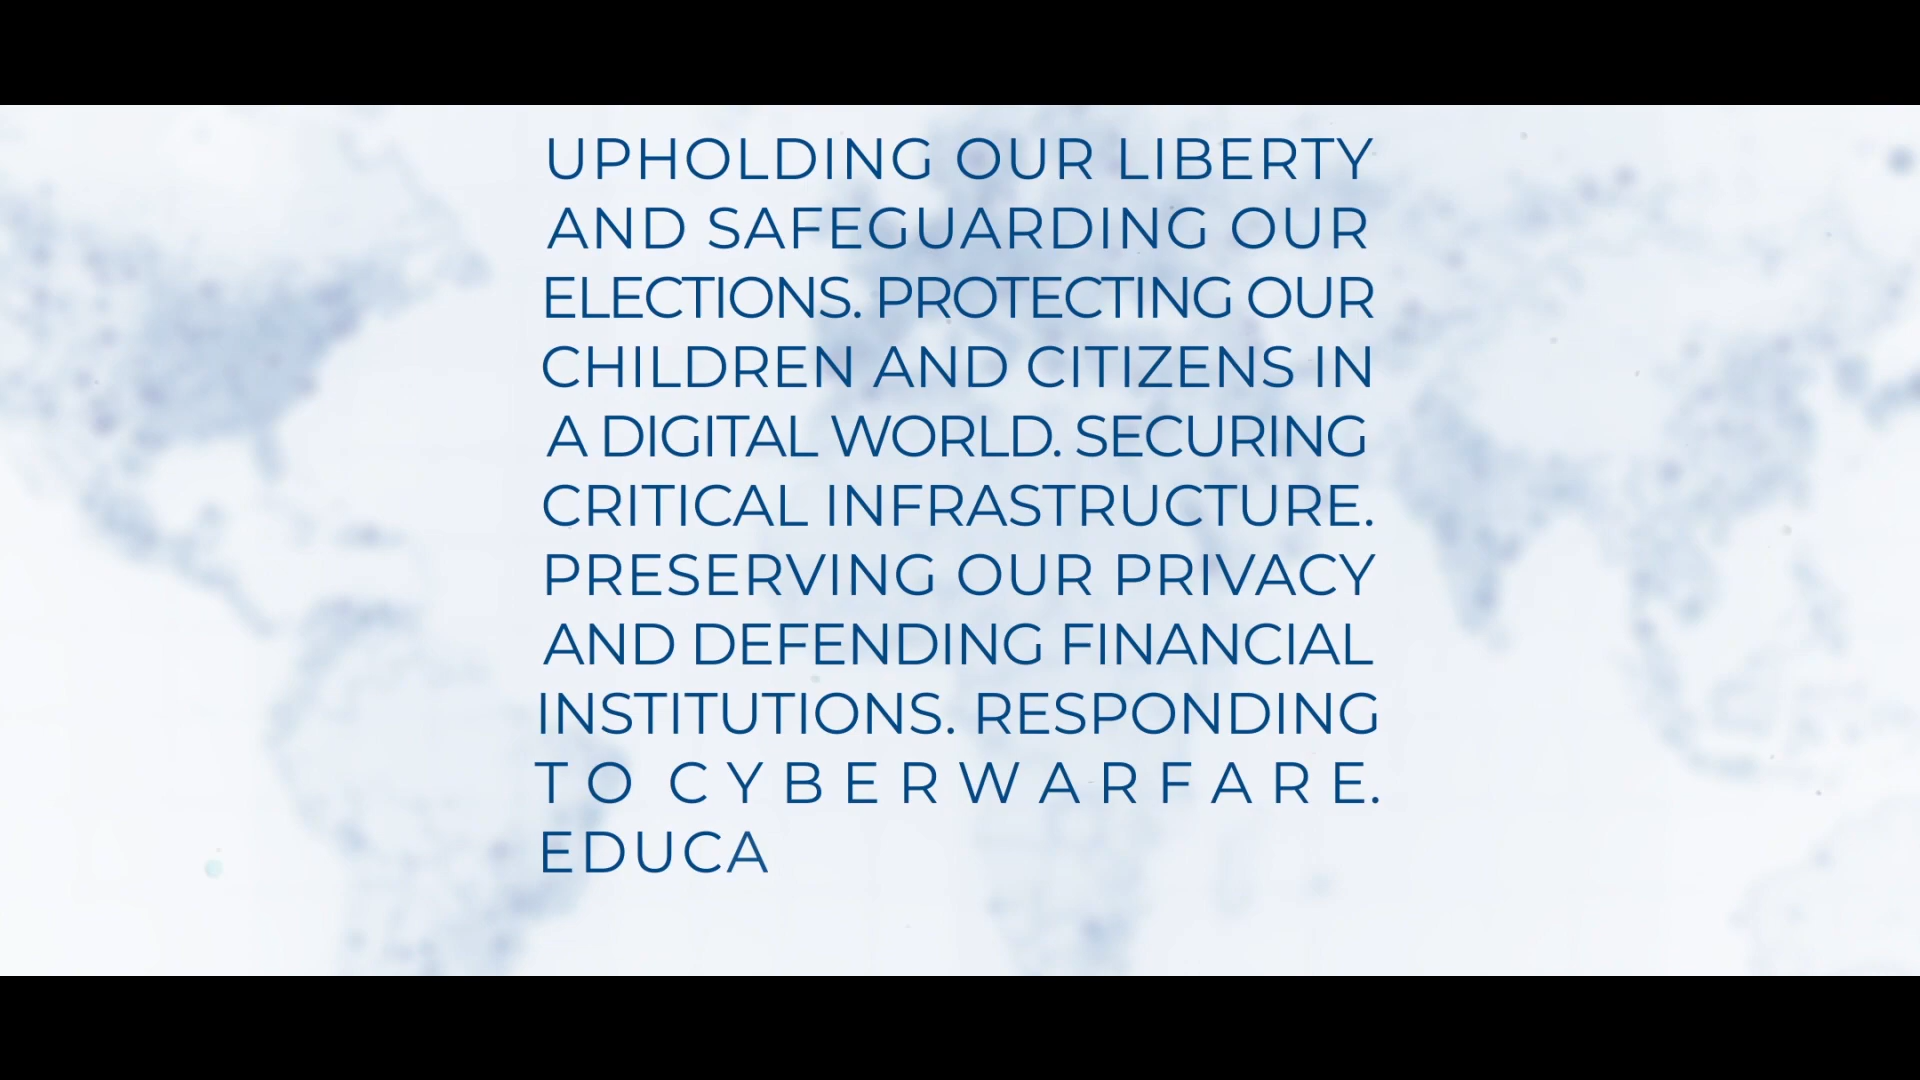 UPHOLDING OUR LIBERTY
AND SAFEGUARDING OUR
ELECTIONS. PROTECTING OUR
CHILDREN AND CITIZENS IN
A DIGITAL WORLD. SECURING
CRITICAL INFRASTRUCTURE.
PRESERVING OUR PRIVACY
AND DEFENDING FINANCIAL
INSTITUTIONS. RESPONDING
TO CYBERWARFARE.
EDUCA